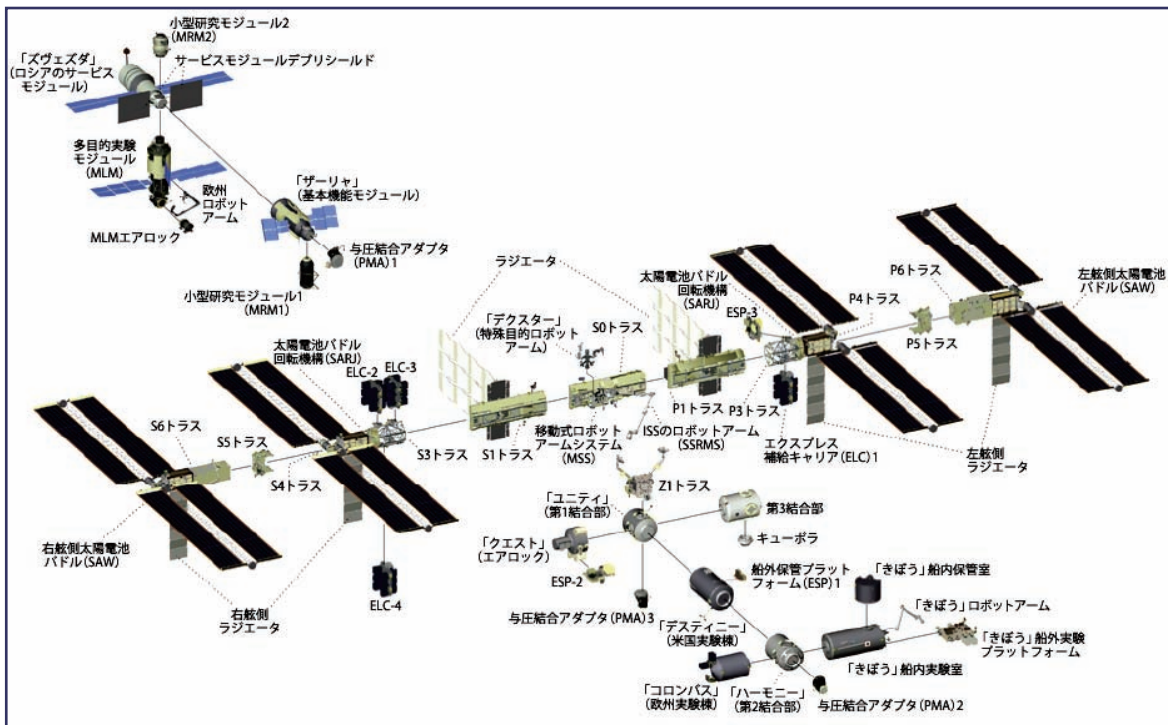 小型研究モジュール2
(MRM2)
「ズヴェズダ」
(ロシアのサービス
モジュール)
サービスモジュールデブリシールド
多目的実験
モジュール
(MLM)
欧州
ロボット
アーム
MLMエアロック
「ザーリャ」
(基本機能モジュール)
与圧結合アダプタ
(PMA)1
小型研究モジュール1
(MRM1)
ラジエータ
太陽電池パドル
回転機構
(SARJ)
P6トラス
左舷側太陽電池
パドル(SAW)
P4トラス
ESP-3
P5トラス
「デクスター」
(特殊目的ロボット
アーム)
S0トラス
太陽電池パドル
回転機構(SARJ)
ELC-2
ELC-3
P1トラス
P3トラス
移動式ロボット
アームシステム
(MSS)
ISSのロボットアーム
(SSRMS)
エクスプレス
補給キャリア(ELC)1
左舷側
ラジエータ
S6トラス
S5トラス
S4トラス
S3トラス
S1トラス
Z1トラス
「ユニティ」
(第1結合部)
第3結合部
キューポラ
「クエスト」
(エアロック)
ESP-2
船外保管プラット
フォーム(ESP)1
「きぼう」船内保管室
右舷側太陽電池
パドル(SAW)
ELC-4
右舷側
ラジエータ
与圧結合アダプタ(PMA)3
「きぼう」ロボットアーム
「デスティニー」
(米国実験棟)
「きぼう」船外実験
プラットフォーム
「きぼう」船内実験室
「コロンバス」
(欧州実験棟)
「ハーモニー」
(第2結合部)
与圧結合アダプタ(PMA)2